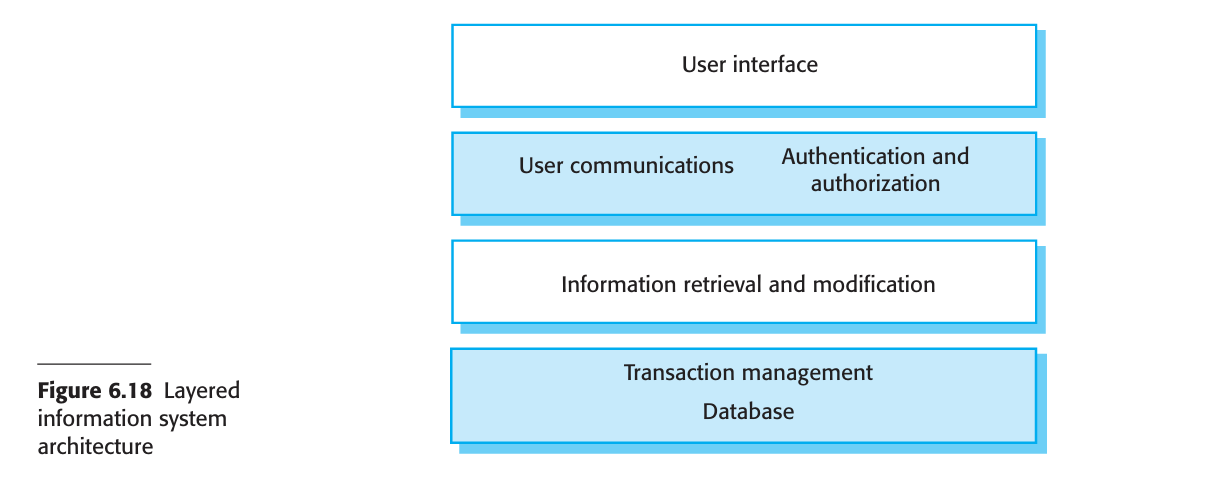 User interface
User communications
Authentication and
authorization
Information retrieval and modification
Transaction management
Database
Figure 6.18 Layered
information system
architecture